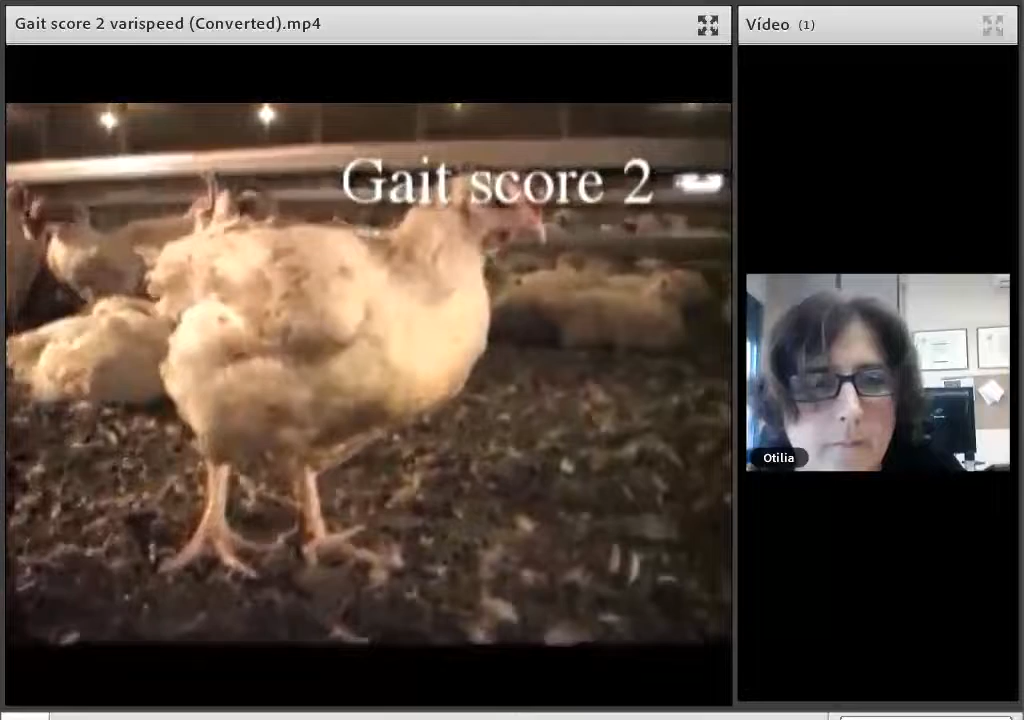 Gait score 2 varispeed (Converted).mp4
Vídeo (1)
Gait score 2
Otilia